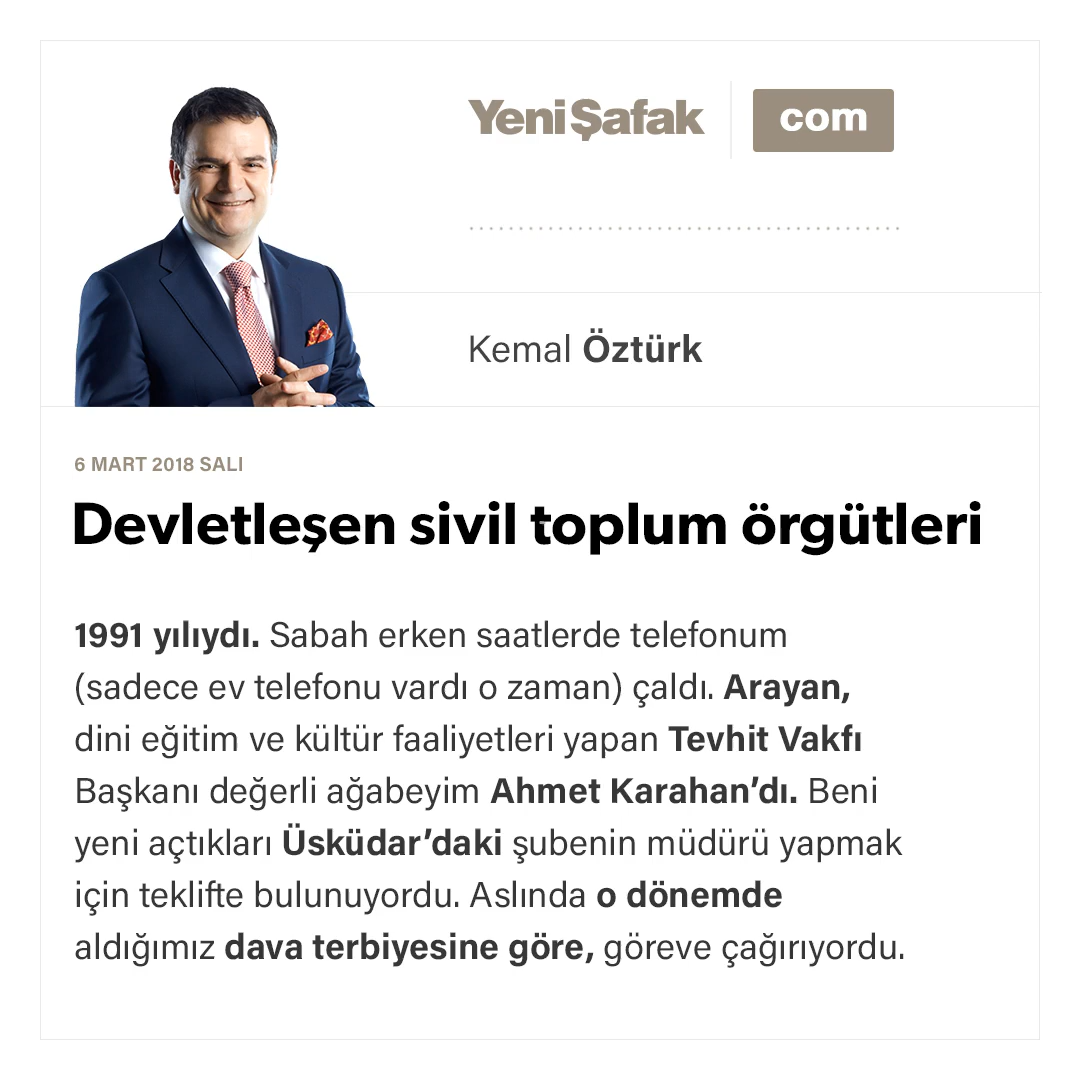 YeniŞafak com
Kemal Öztürk
6 MART 2018 SALI
Devletleşen sivil toplum örgütleri
1991 yılıydı. Sabah erken saatlerde telefonum
(sadece ev telefonu vardı o zaman) çaldı. Arayan,
dini eğitim ve kültür faaliyetleri yapan Tevhit Vakfı
Başkanı değerli ağabeyim Ahmet Karahan’dı. Beni
yeni açtıkları Üsküdar’daki şubenin müdürü yapmak
için teklifte bulunuyordu. Aslında o dönemde
aldığımız dava terbiyesine göre, göreve çağırıyordu.